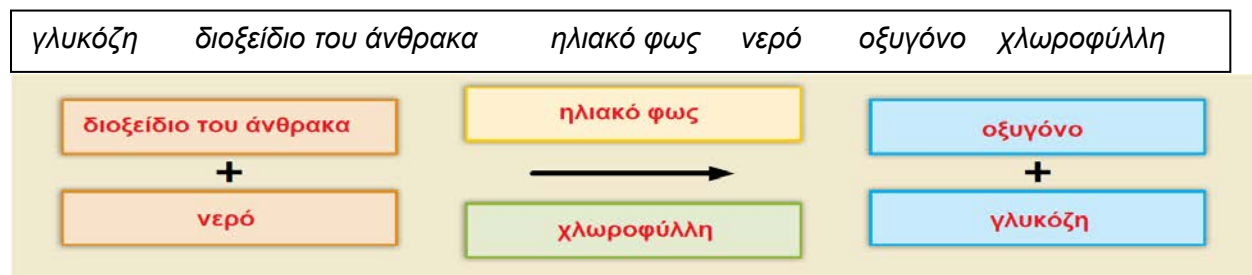 γλυκόζη διοξείδιο του άνθρακα ηλιακό φως νερό οξυγόνο χλωροφύλλη
διοξείδιο του άνθρακα
+
νερό
ηλιακό φως
χλωροφύλλη
οξυγόνο
+
γλυκόζη